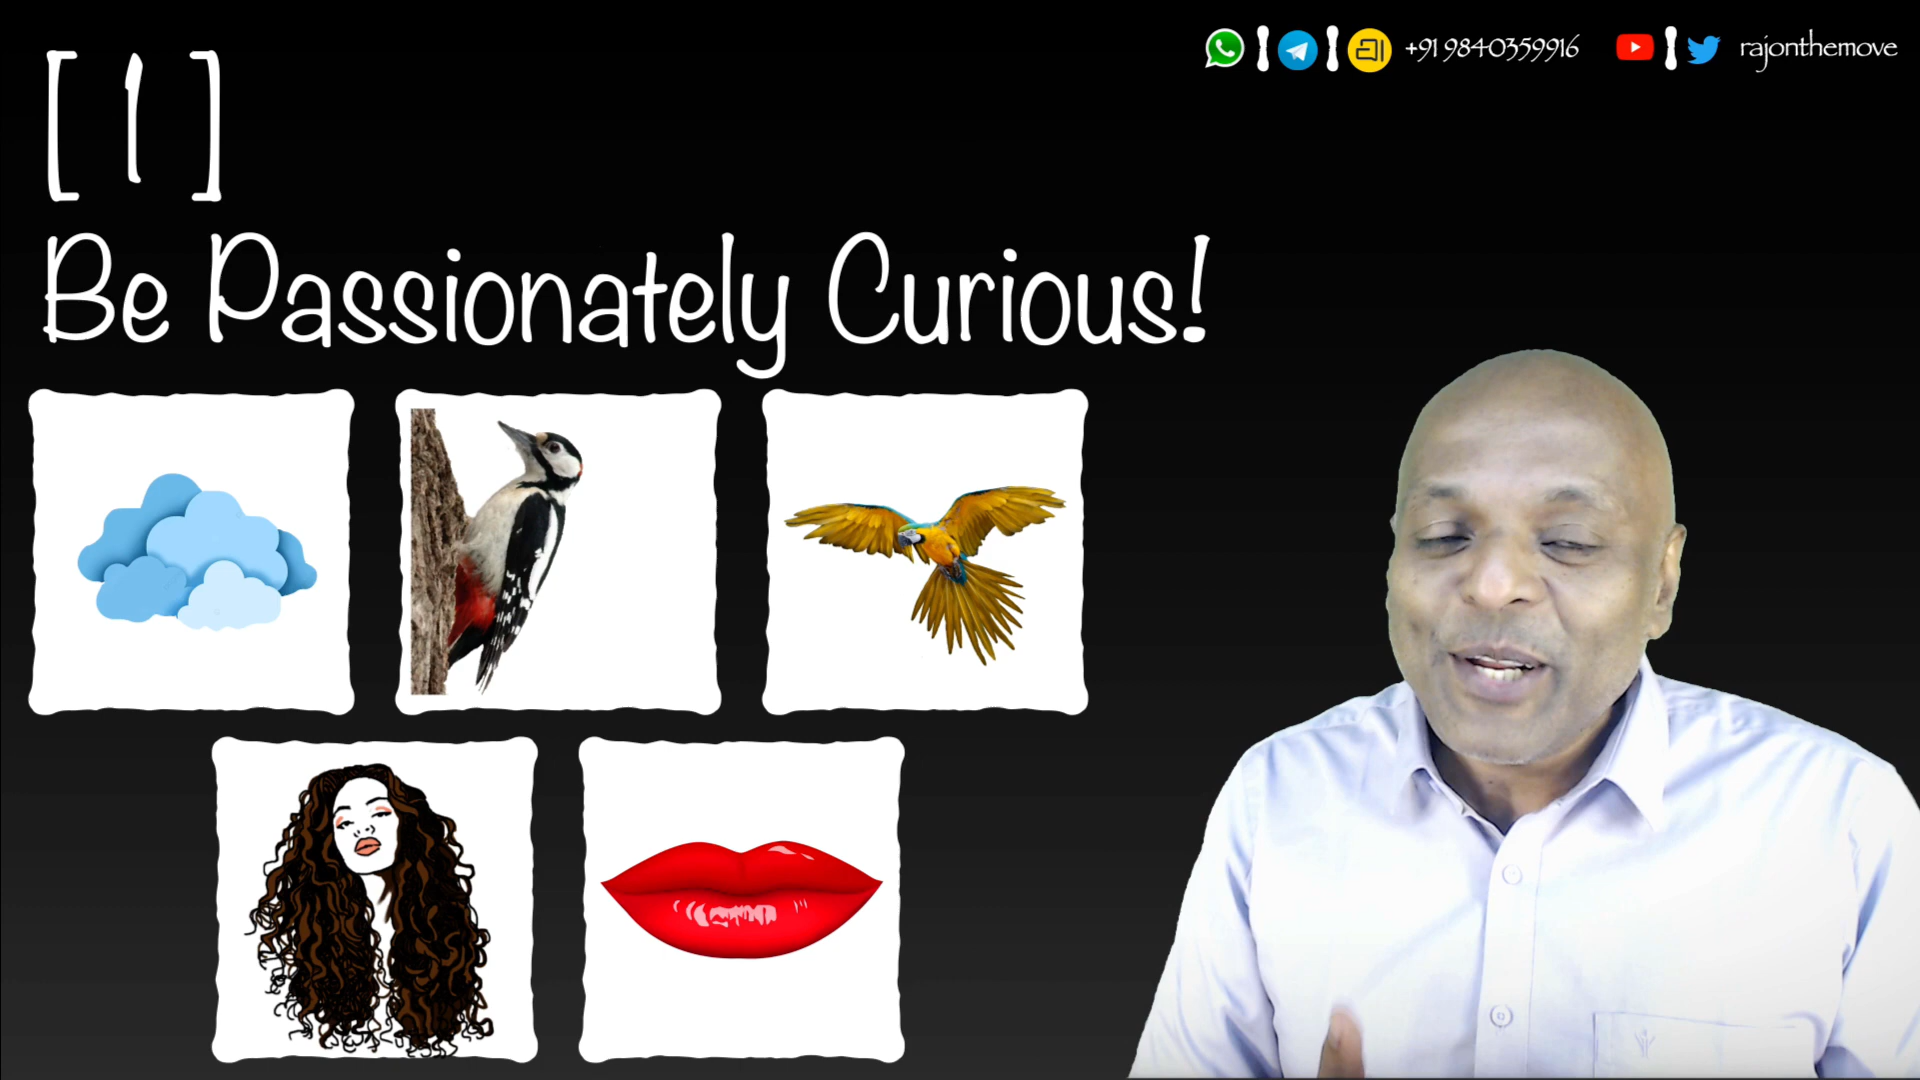 [ 1 ]
+91 9840359916
rajonthemove
Be Passionately Curious!